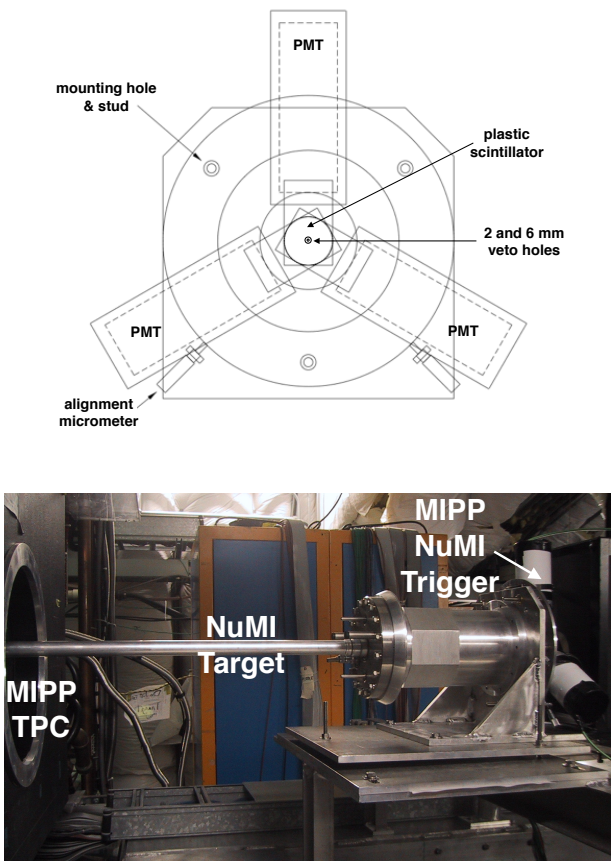 PMT
mounting hole
& stud
plastic
scintillator
2 and 6 mm
veto holes
PMT
PMT
alignment
micrometer
MIPP
NuMI
Trigger
NuMI
Target
MIPP
TPC